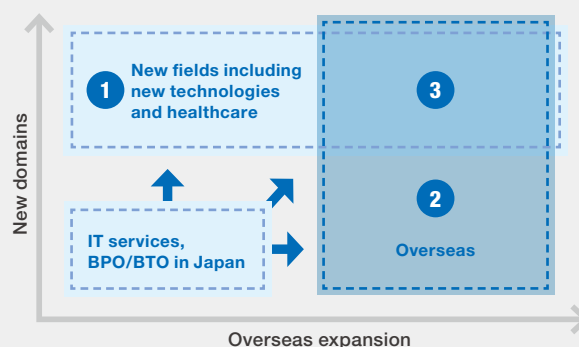 New domains
1
New fields including
new technologies
and healthcare
3
IT services,
BPO/BTO in Japan
2
Overseas
Overseas expansion